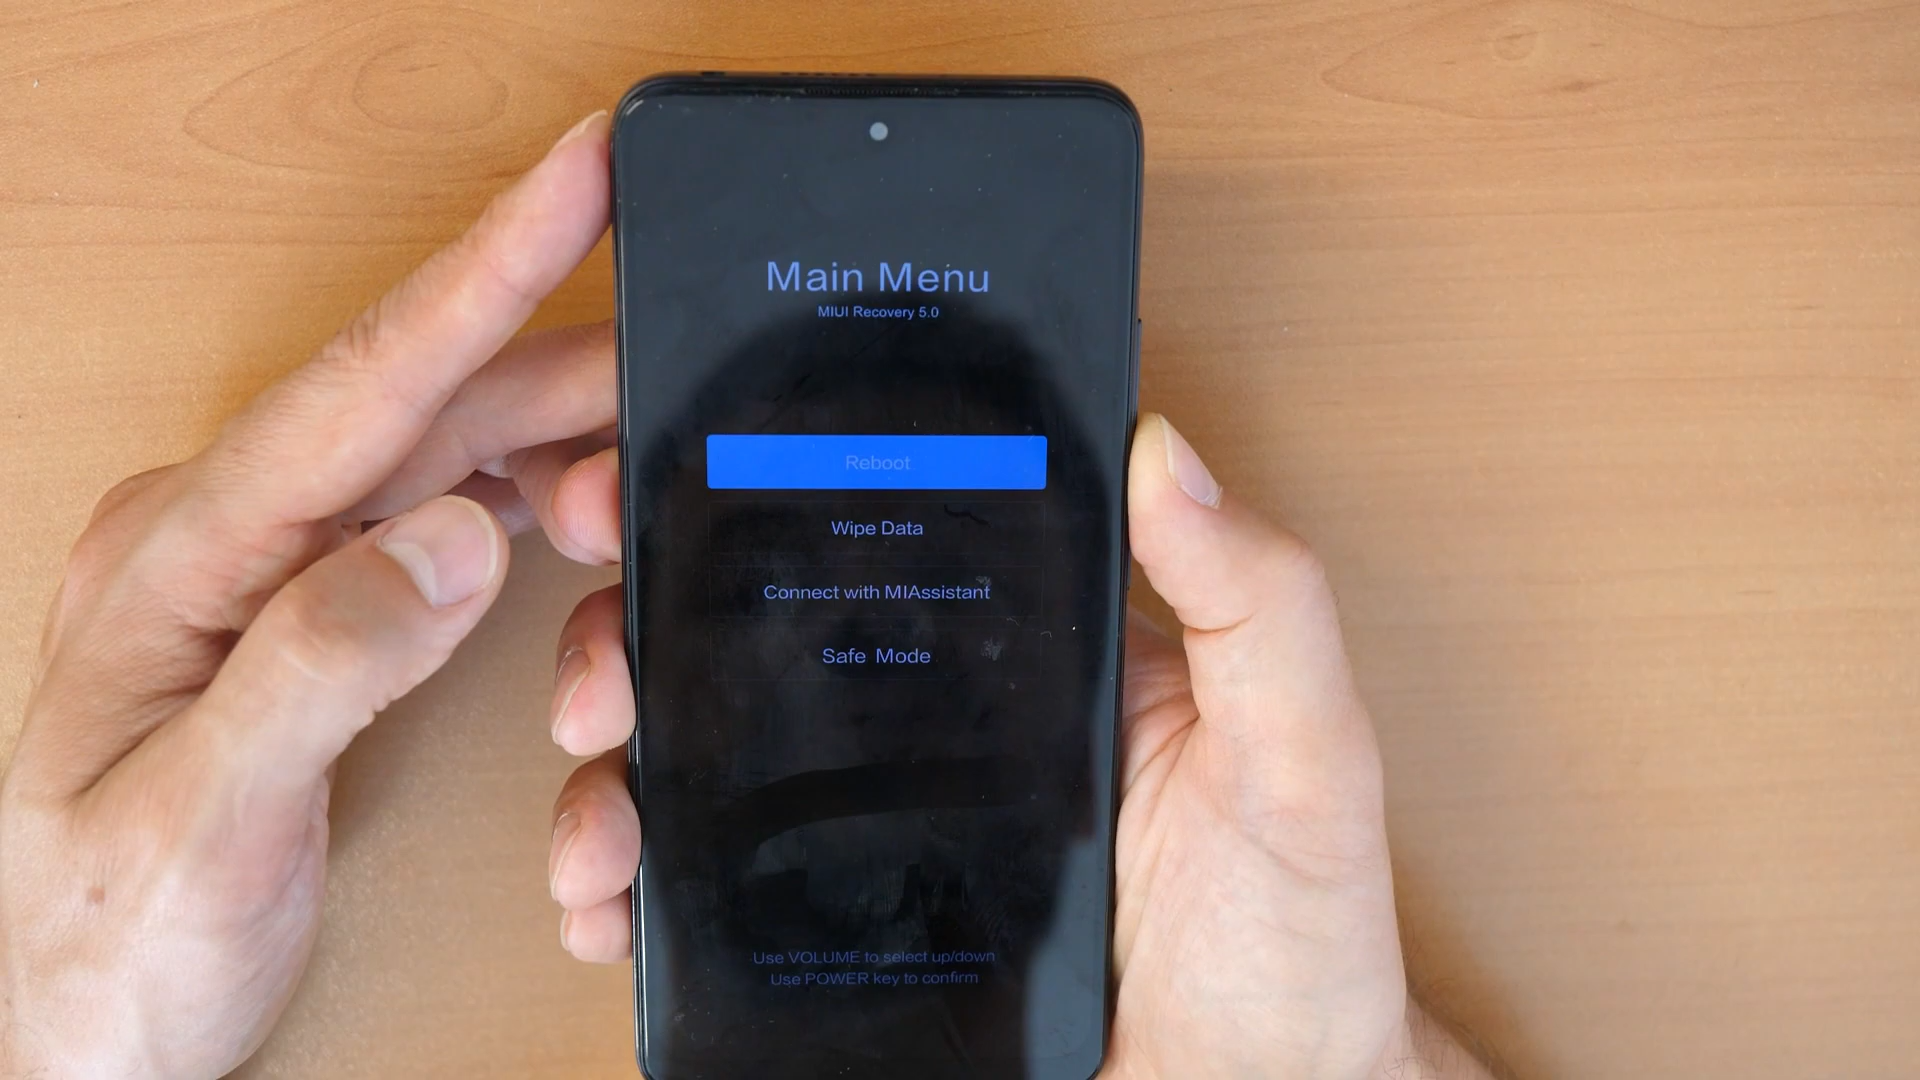 Main Menu
MIUI Recovery 5.0
Reboot
Wipe Data
Connect with MIAssistant
Safe Mode
Use VOLUME to select up/down
Use POWER key to confirm